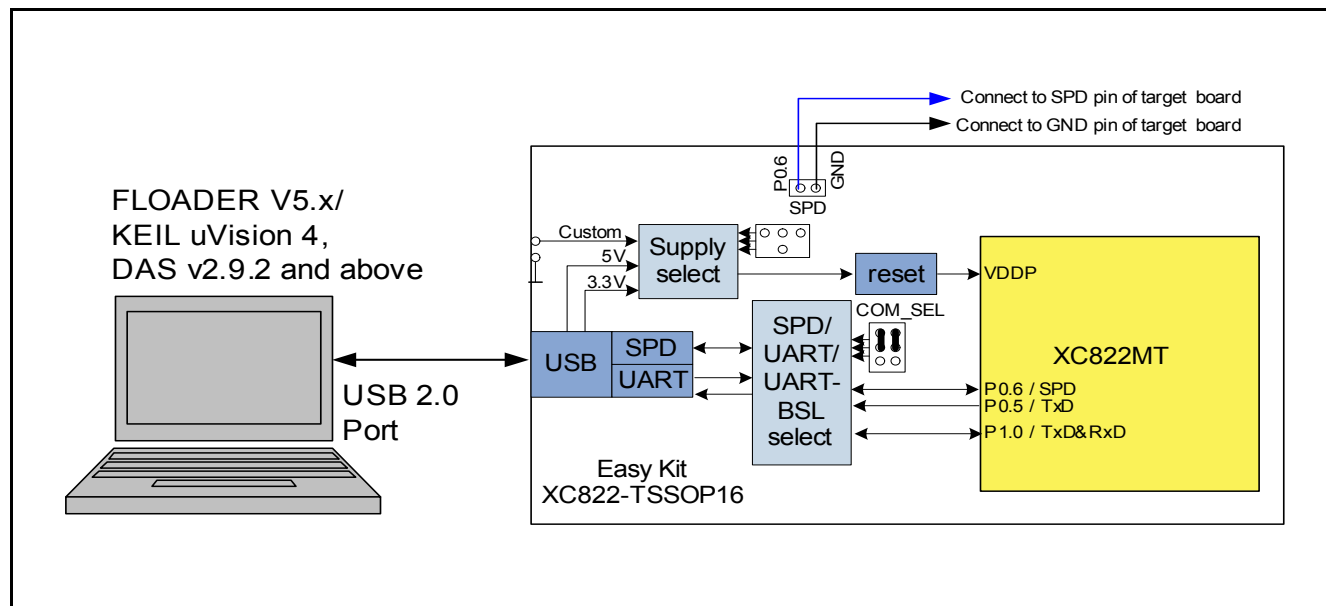 Connect to SPD pin of target board
Connect to GND pin of target board
P0.6
GND
SPD
FLOADER V5.x/
KEIL uVision 4,
DAS v2.9.2 and above
Custom
5V
3.3V
Supply
select
reset
VDDP
COM_SEL
USB
SPD
UART
SPD/
UART/
UART-
BSL
select
XC822MT
P0.6 / SPD
P0.5 / TxD
P1.0 / TxD&RxD
USB 2.0
Port
Easy Kit
XC822-TSSOP16